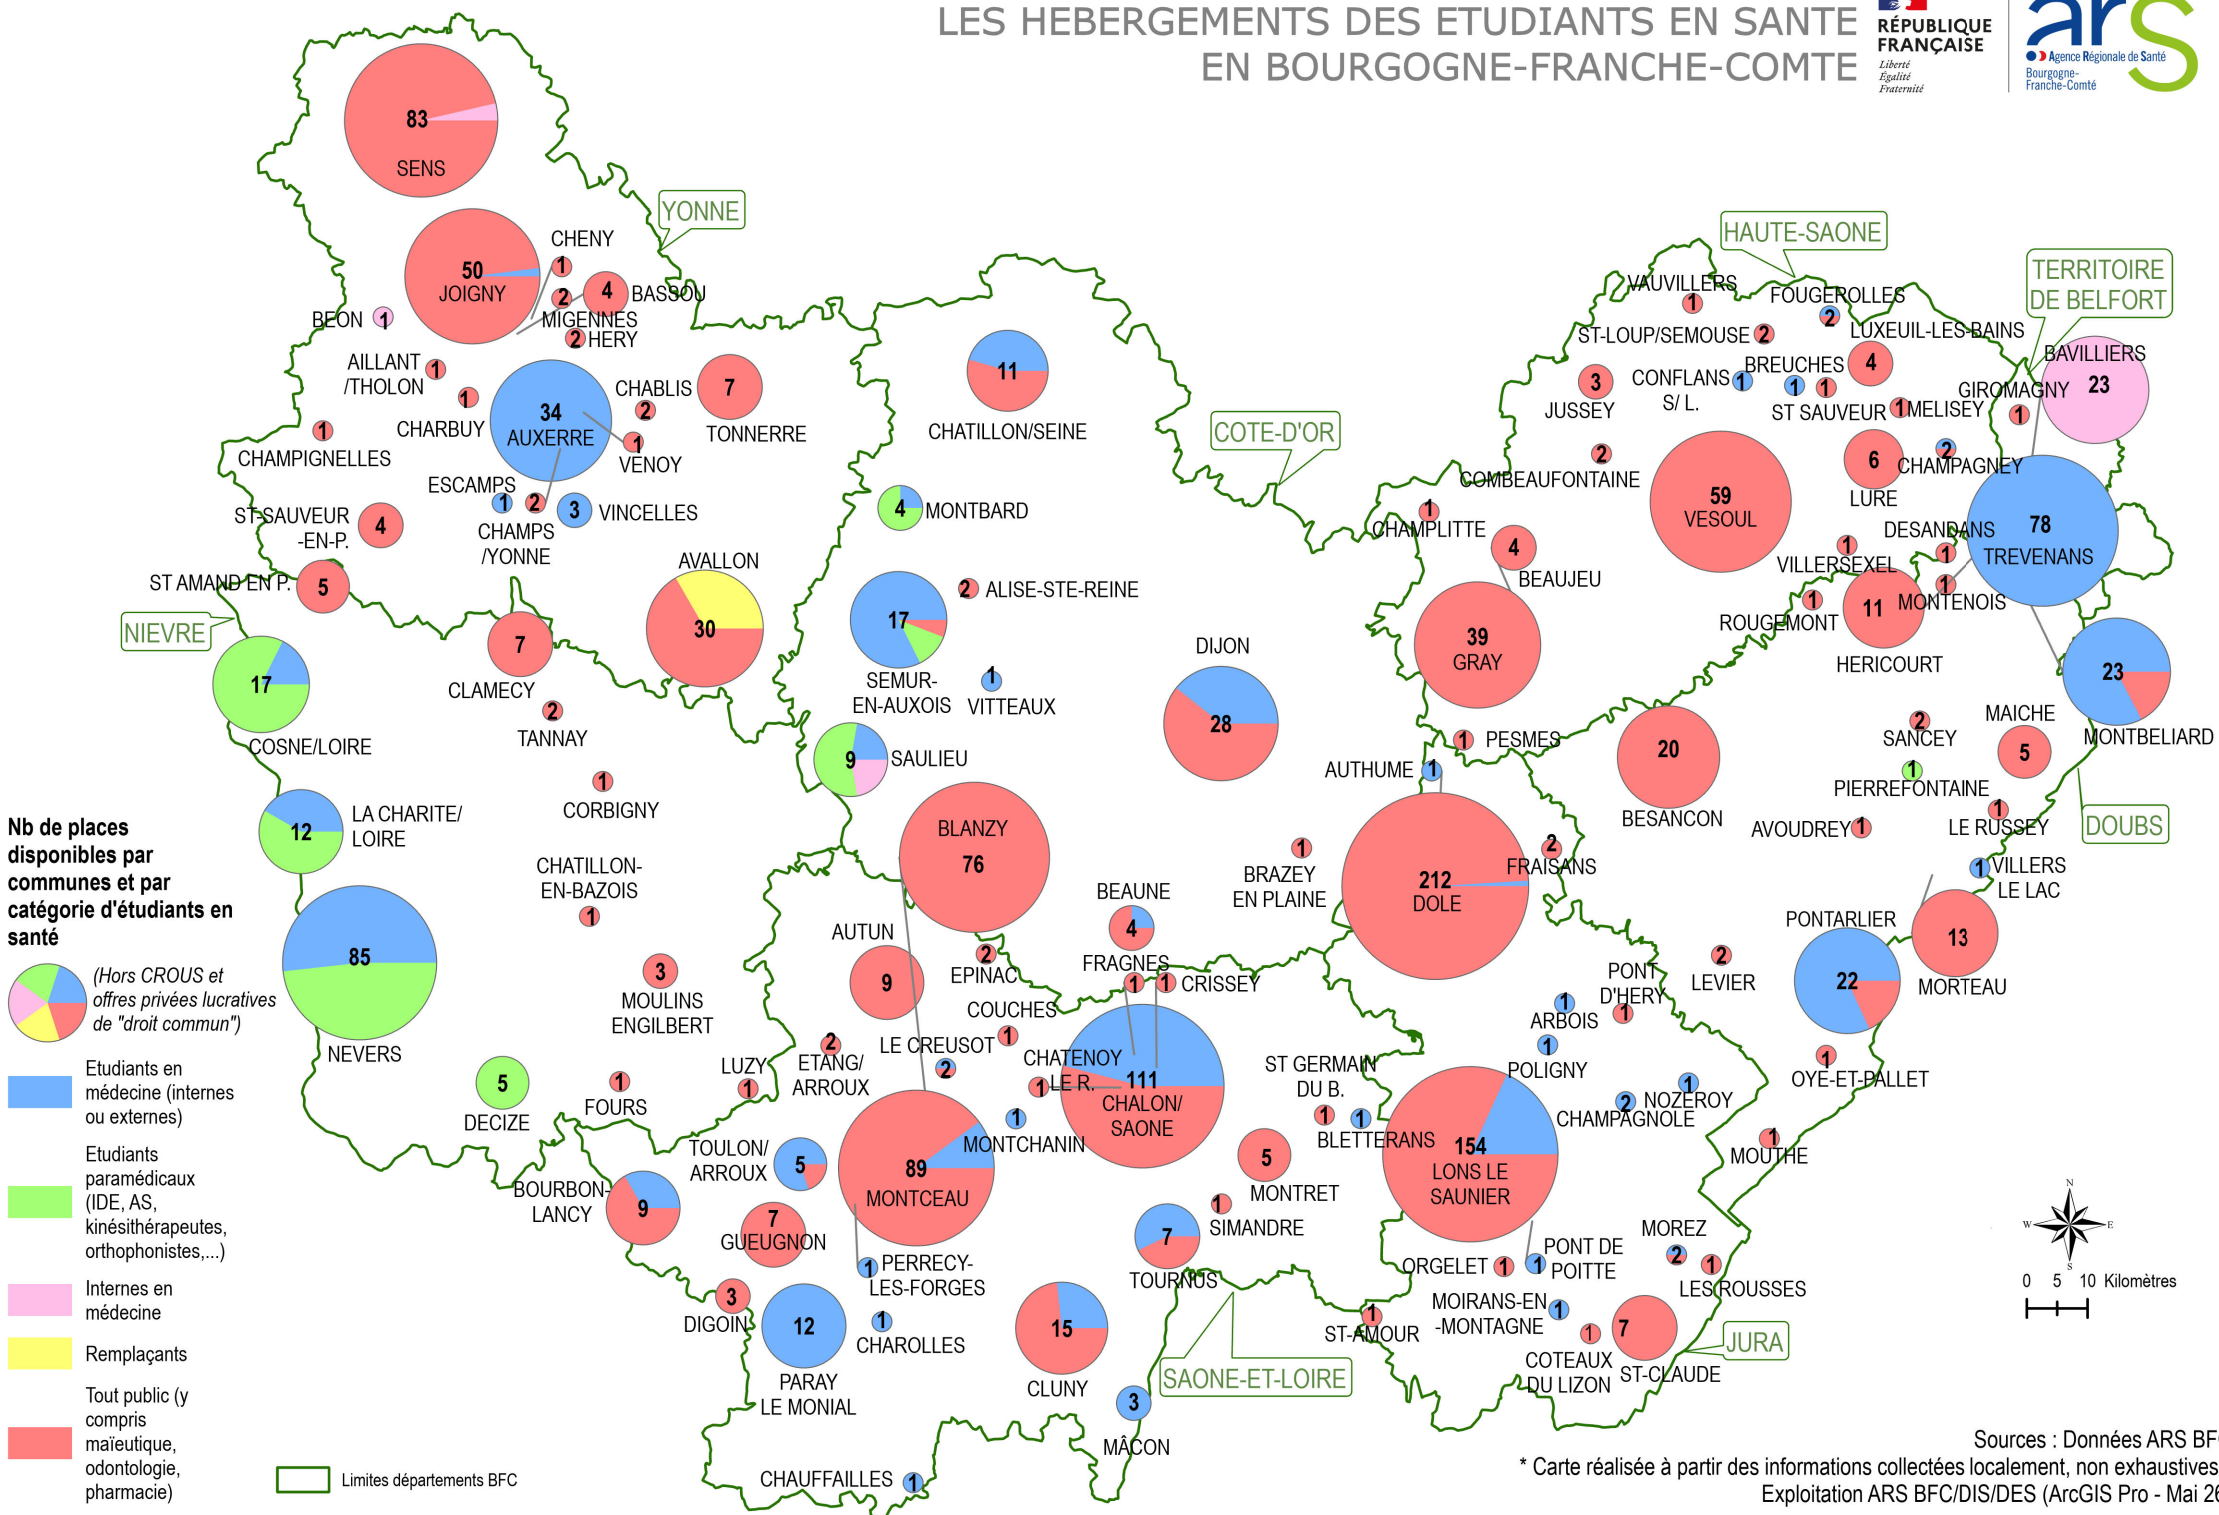 LES HEBERGEMENTS DES ETUDIANTS EN SANTE
EN BOURGOGNE-FRANCHE-COMTE
RÉPUBLIQUE
FRANÇAISE
Liberté
Égalité
Fraternité
ars
Agence Régionale de Santé
Bourgogne-
Franche-Comté
83
SENS
YONNE
50
JOIGNY
CHENY
1
2
MIGENNES
4
BASSOU
2
HERY
BEON
1
AILLANT
/THOLON
1
1
CHARBUY
34
AUXERRE
CHABLIS
2
1
VENOY
7
TONNERRE
1
CHAMPIGNELLES
ESCAMPS
1
2
CHAMPS
/YONNE
3
VINCELLES
ST-SAUVEUR
-EN-P.
4
AVALLON
30
ST AMAND EN P.
5
NIEVRE
17
COSNE/LOIRE
7
CLAMECY
2
TANNAY
1
CORBIGNY
12
LA CHARITE/
LOIRE
CHATILLON-
EN-BAZOIS
1
85
NEVERS
3
MOULINS
ENGILBERT
5
DECIZE
1
FOURS
LUZY
1
11
CHATILLON/SEINE
COTE-D'OR
4
MONTBARD
17
SEMUR-
EN-AUXOIS
2
ALISE-STE-REINE
1
VITTEAUX
DIJON
28
9
SAULIEU
1
BRAZEY
EN PLAINE
BEAUNE
4
HAUTE-SAONE
VAUVILLERS
1
FOUGEROLLES
2
ST-LOUP/SEMOUSE
2
LUXEUIL-LES-BAINS
4
3
JUSSEY
CONFLANS
S/ L.
1
BREUCHES
1
1
ST SAUVEUR
1
MELISEY
2
COMBEAUFONTAINE
59
VESOUL
6
LURE
2
CHAMPAGNEY
1
CHAMPLITTE
4
BEAUJEU
39
GRAY
1
VILLERSEXEL
11
HERICOURT
1
PESMES
TERRITOIRE
DE BELFORT
BAVILLIERS
23
GIROMAGNY
1
78
TREVENANS
DESANDANS
1
1
MONTENOIS
1
ROUGEMONT
23
MONTBELIARD
20
BESANCON
2
SANCEY
MAICHE
5
1
PIERREFONTAINE
1
LE RUSSEY
AVOUDREY
1
DOUBS
1
VILLERS
LE LAC
13
MORTEAU
PONTARLIER
22
2
LEVIER
1
OYE-ET-PALLET
1
MOUTHE
AUTHUME
1
212
DOLE
2
FRAISANS
PONT
D'HERY
1
1
ARBOIS
1
POLIGNY
1
NOZEROY
2
CHAMPAGNOLE
1
BLETTERANS
154
LONS LE
SAUNIER
ORGELET
1
1
PONT DE
POITTE
MOREZ
2
1
LES ROUSSES
MOIRANS-EN
-MONTAGNE
1
1
ST-AMOUR
1
COTEAUX
DU LIZON
7
ST-CLAUDE
JURA
BLANZY
76
AUTUN
9
2
EPINAC
FRAGNES
1
1
CRISSEY
COUCHES
1
2
ETANG/
ARROUX
LE CREUSOT
2
CHATENOY
LE R.
1
111
CHALON/
SAONE
1
MONTCHANIN
ST GERMAIN
DU B.
1
5
MONTRET
1
SIMANDRE
TOULON/
ARROUX
5
89
MONTCEAU
BOURBON-
LANCY
9
7
GUEUGNON
1
PERRECY-
LES-FORGES
7
TOURNUS
3
DIGOIN
12
PARAY
LE MONIAL
1
CHAROLLES
15
CLUNY
SAONE-ET-LOIRE
3
MÂCON
CHAUFFAILLES
1
Nb de places
disponibles par
communes et par
catégorie d'étudiants en
santé
(Hors CROUS et
offres privées lucratives
de "droit commun")
Etudiants en
médecine (internes
ou externes)
Etudiants
paramédicaux
(IDE, AS,
kinésithérapeutes,
orthophonistes,...)
Internes en
médecine
Remplaçants
Tout public (y
compris
maïeutique,
odontologie,
pharmacie)
Limites départements BFC
N
W
E
S
0 5 10 Kilomètres
Sources : Données ARS BF
* Carte réalisée à partir des informations collectées localement, non exhaustives
Exploitation ARS BFC/DIS/DES (ArcGIS Pro - Mai 26